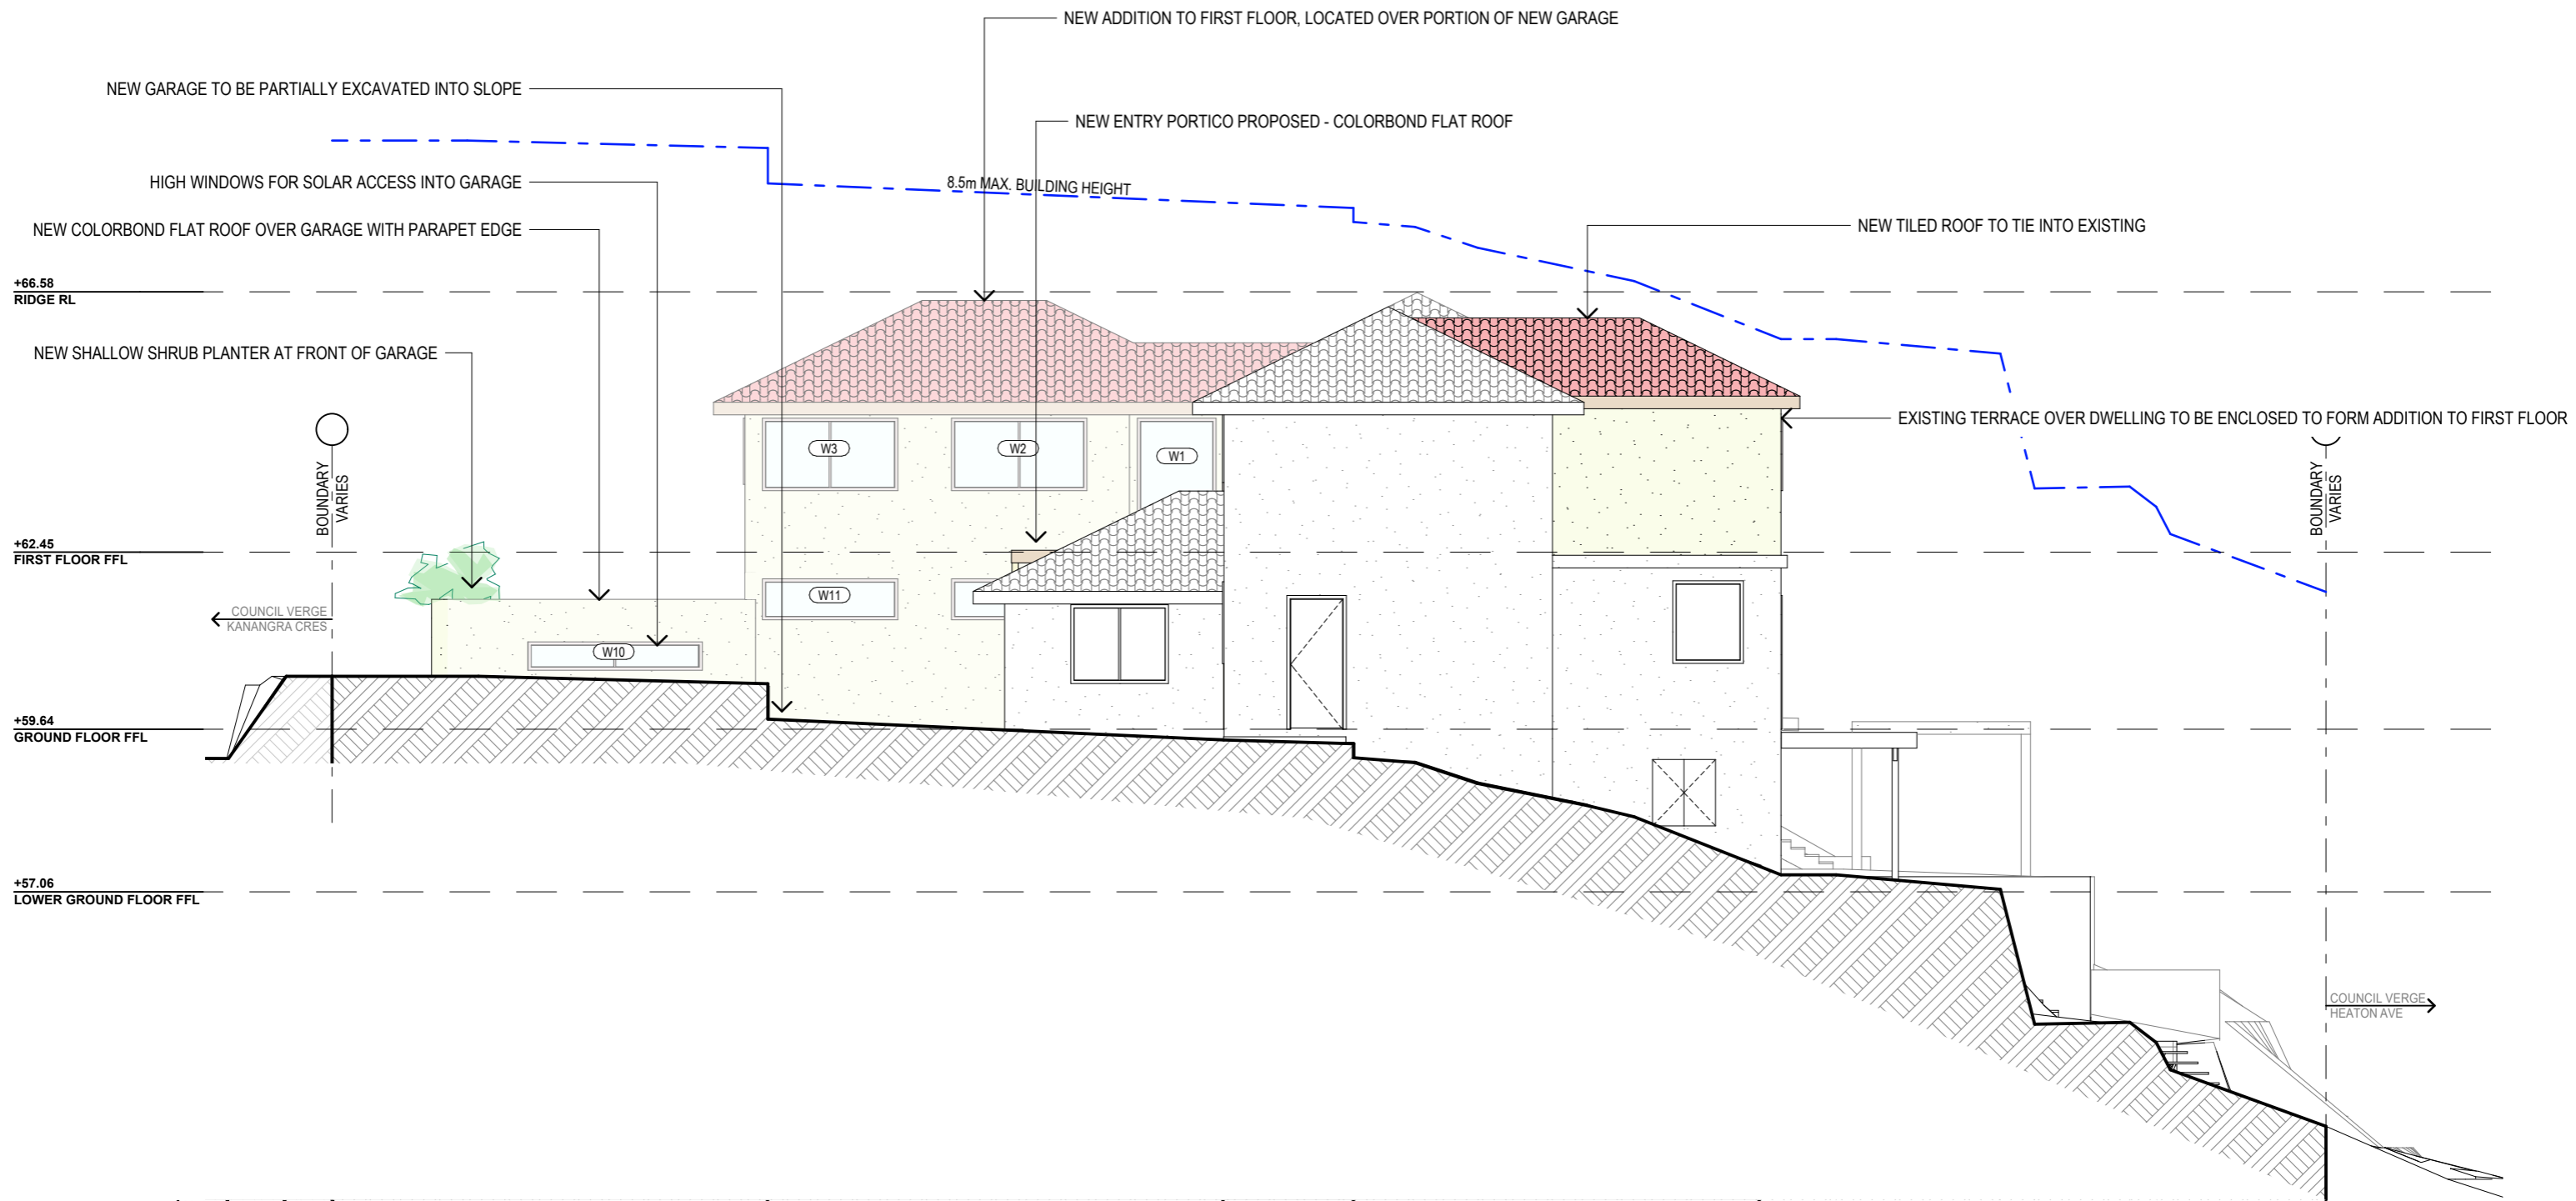 NEW ADDITION TO FIRST FLOOR, LOCATED OVER PORTION OF NEW GARAGE
NEW GARAGE TO BE PARTIALLY EXCAVATED INTO SLOPE
NEW ENTRY PORTICO PROPOSED - COLORBOND FLAT ROOF
HIGH WINDOWS FOR SOLAR ACCESS INTO GARAGE
8.5m MAX. BUILDING HEIGHT
NEW COLORBOND FLAT ROOF OVER GARAGE WITH PARAPET EDGE
NEW TILED ROOF TO TIE INTO EXISTING
+66.58
RIDGE RL
NEW SHALLOW SHRUB PLANTER AT FRONT OF GARAGE
EXISTING TERRACE OVER DWELLING TO BE ENCLOSED TO FORM ADDITION TO FIRST FLOOR
W3
W2
W1
BOUNDARY
VARIES
BOUNDARY
VARIES
+62.45
FIRST FLOOR FFL
W11
COUNCIL VERGE
KANANGRA CRES
W10
+59.64
GROUND FLOOR FFL
+57.06
LOWER GROUND FLOOR FFL
COUNCIL VERGE
HEATON AVE